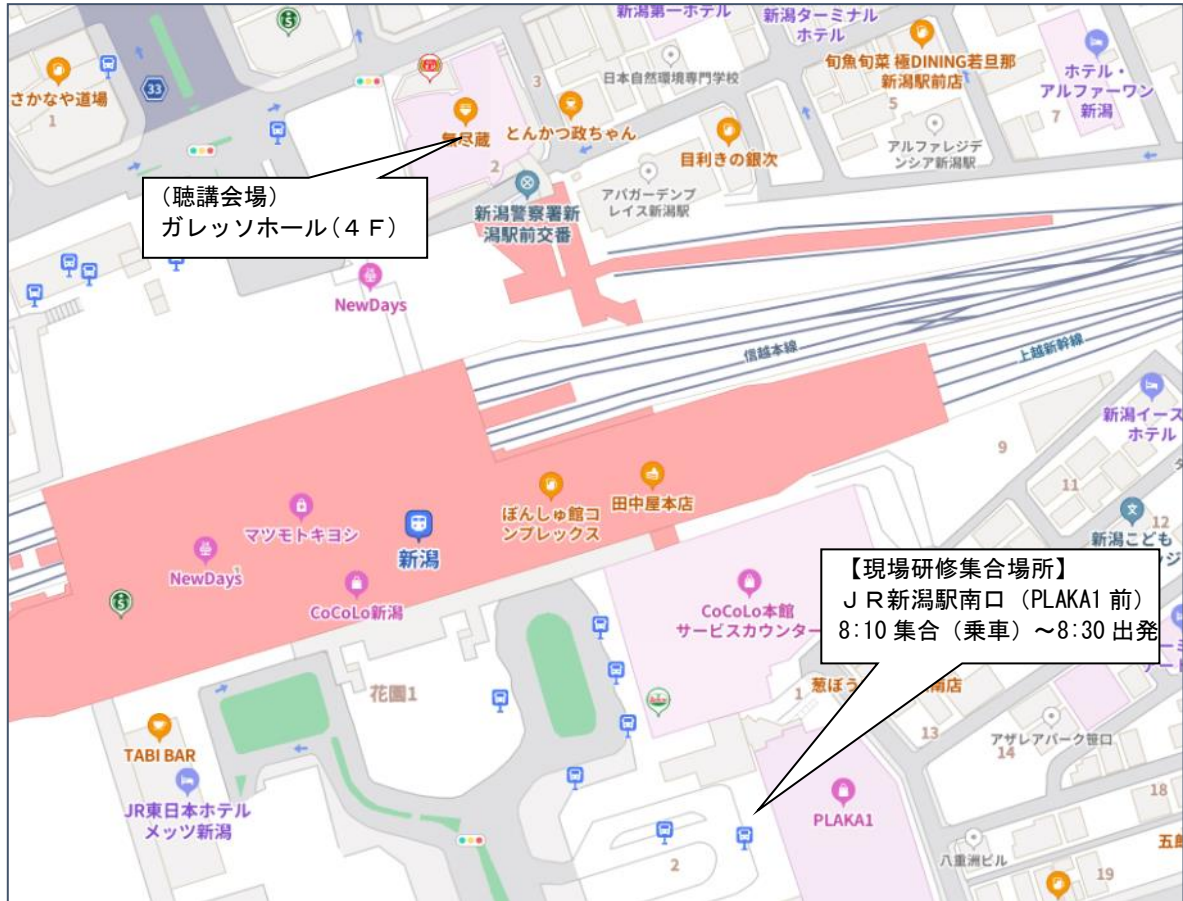 新潟第一ホテル
新潟ターミナル
ホテル
さかなや道場
1
33
3
日本自然環境専門学校
旬魚旬菜 極DINING若旦那
新潟駅前店
5
ホテル・
アルファーワン
新潟
7
無尽蔵
とんかつ政ちゃん
目利きの銀次
アルファレジデ
ンシア新潟駅
2
(聴講会場)
ガレッソホール(4F)
新潟警察署新
潟駅前交番
アパガーデンプ
レイス新潟駅
NewDays
信越本線
上越新幹線
新潟イース
ホテル
9
11
12
マツモトキヨシ
新潟
ぽんしゅ館コ
ンプレックス
田中屋本店
新潟こども
NewDays
CoCoLo新潟
CoCoLo本館
サービスカウンター
【現場研修集合場所】
JR新潟駅南口(PLAKA1前)
8:10集合(乗車)~8:30出発
花園1
葱ぼう
南店
1
13
14
アザレアパーク笹口
TABI BAR
JR東日本ホテル
メッツ新潟
PLAKA1
2
18
八重洲ビル
19